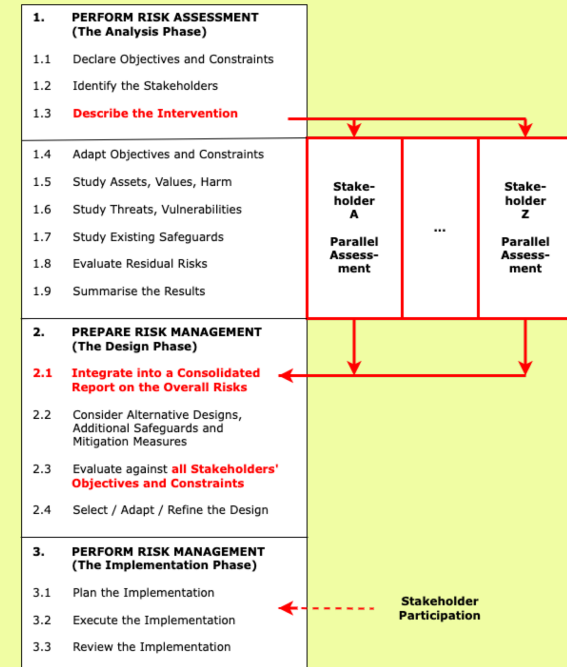 1. PERFORM RISK ASSESSMENT
(The Analysis Phase)
1.1 Declare Objectives and Constraints
1.2 Identify the Stakeholders
1.3 Describe the Intervention
1.4 Adapt Objectives and Constraints
1.5 Study Assets, Values, Harm
1.6 Study Threats, Vulnerabilities
1.7 Study Existing Safeguards
1.8 Evaluate Residual Risks
1.9 Summarise the Results
Stake-
holder
A
Parallel
Assess-
ment
...
Stake-
holder
Z
Parallel
Assess-
ment
2. PREPARE RISK MANAGEMENT
(The Design Phase)
2.1 Integrate into a Consolidated
Report on the Overall Risks
2.2 Consider Alternative Designs,
Additional Safeguards and
Mitigation Measures
2.3 Evaluate against all Stakeholders'
Objectives and Constraints
2.4 Select / Adapt / Refine the Design
3. PERFORM RISK MANAGEMENT
(The Implementation Phase)
3.1 Plan the Implementation
3.2 Execute the Implementation
3.3 Review the Implementation
Stakeholder
Participation